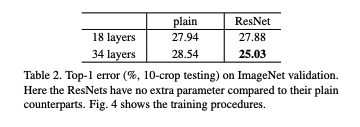 plain ResNet
18 layers 27.94 27.88
34 layers 28.54 25.03
Table 2. Top-1 error (%, 10-crop testing) on ImageNet validation.
Here the ResNets have no extra parameter compared to their plain
counterparts. Fig. 4 shows the training procedures.